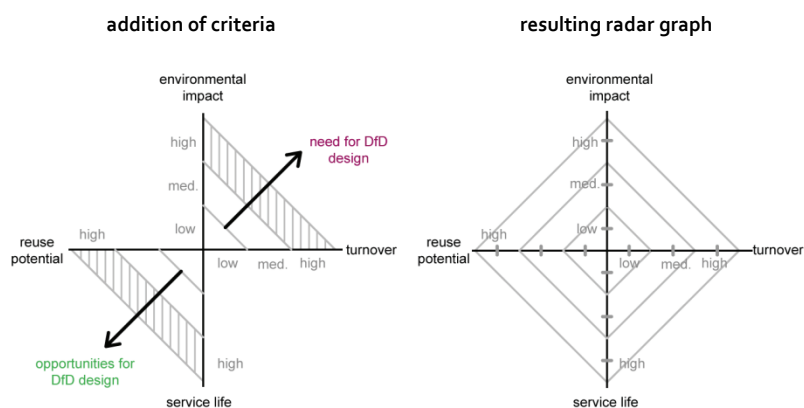 addition of criteria
environmental
impact
high
need for DfD
design
med.
low
reuse
potential
high
turnover
low
med.
high
opportunities for
DfD design
high
service life
resulting radar graph
environmental
impact
high
med.
low
reuse
potential
high
turnover
low
med.
high
high
service life